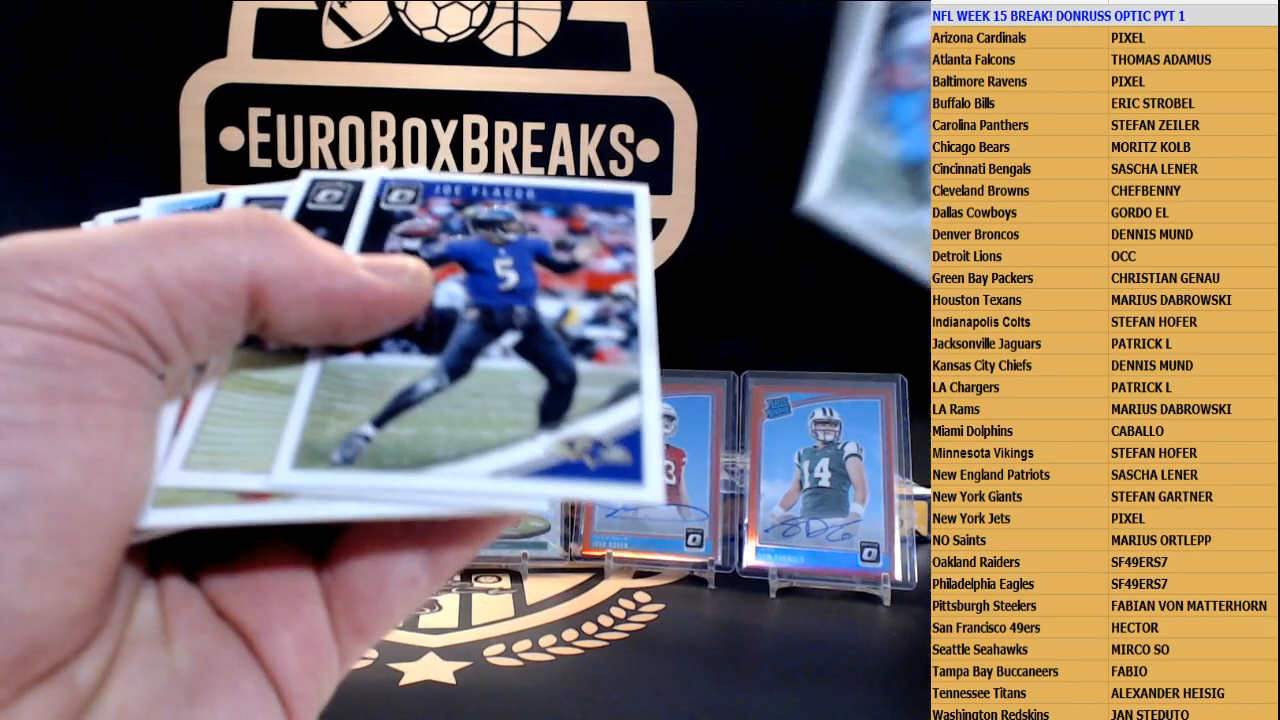 EUROBOXBREAKS
JOE FLACCO
5
14
3
NFL WEEK 15 BREAK! DONRUSS OPTIC PYT 1
Arizona Cardinals PIXEL
Atlanta Falcons THOMAS ADAMUS
Baltimore Ravens PIXEL
Buffalo Bills ERIC STROBEL
Carolina Panthers STEFAN ZEILER
Chicago Bears MORITZ KOLB
Cincinnati Bengals SASCHA LENER
Cleveland Browns CHEFBENNY
Dallas Cowboys GORDO EL
Denver Broncos DENNIS MUND
Detroit Lions OCC
Green Bay Packers CHRISTIAN GENAU
Houston Texans MARIUS DABROWSKI
Indianapolis Colts STEFAN HOFER
Jacksonville Jaguars PATRICK L
Kansas City Chiefs DENNIS MUND
LA Chargers PATRICK L
LA Rams MARIUS DABROWSKI
Miami Dolphins CABALLO
Minnesota Vikings STEFAN HOFER
New England Patriots SASCHA LENER
New York Giants STEFAN GARTNER
New York Jets PIXEL
NO Saints MARIUS ORTLEPP
Oakland Raiders SF49ERS7
Philadelphia Eagles SF49ERS7
Pittsburgh Steelers FABIAN VON MATTERHORN
San Francisco 49ers HECTOR
Seattle Seahawks MIRCO SO
Tampa Bay Buccaneers FABIO
Tennessee Titans ALEXANDER HEISIG
Washington Redskins JAN STEDUTO